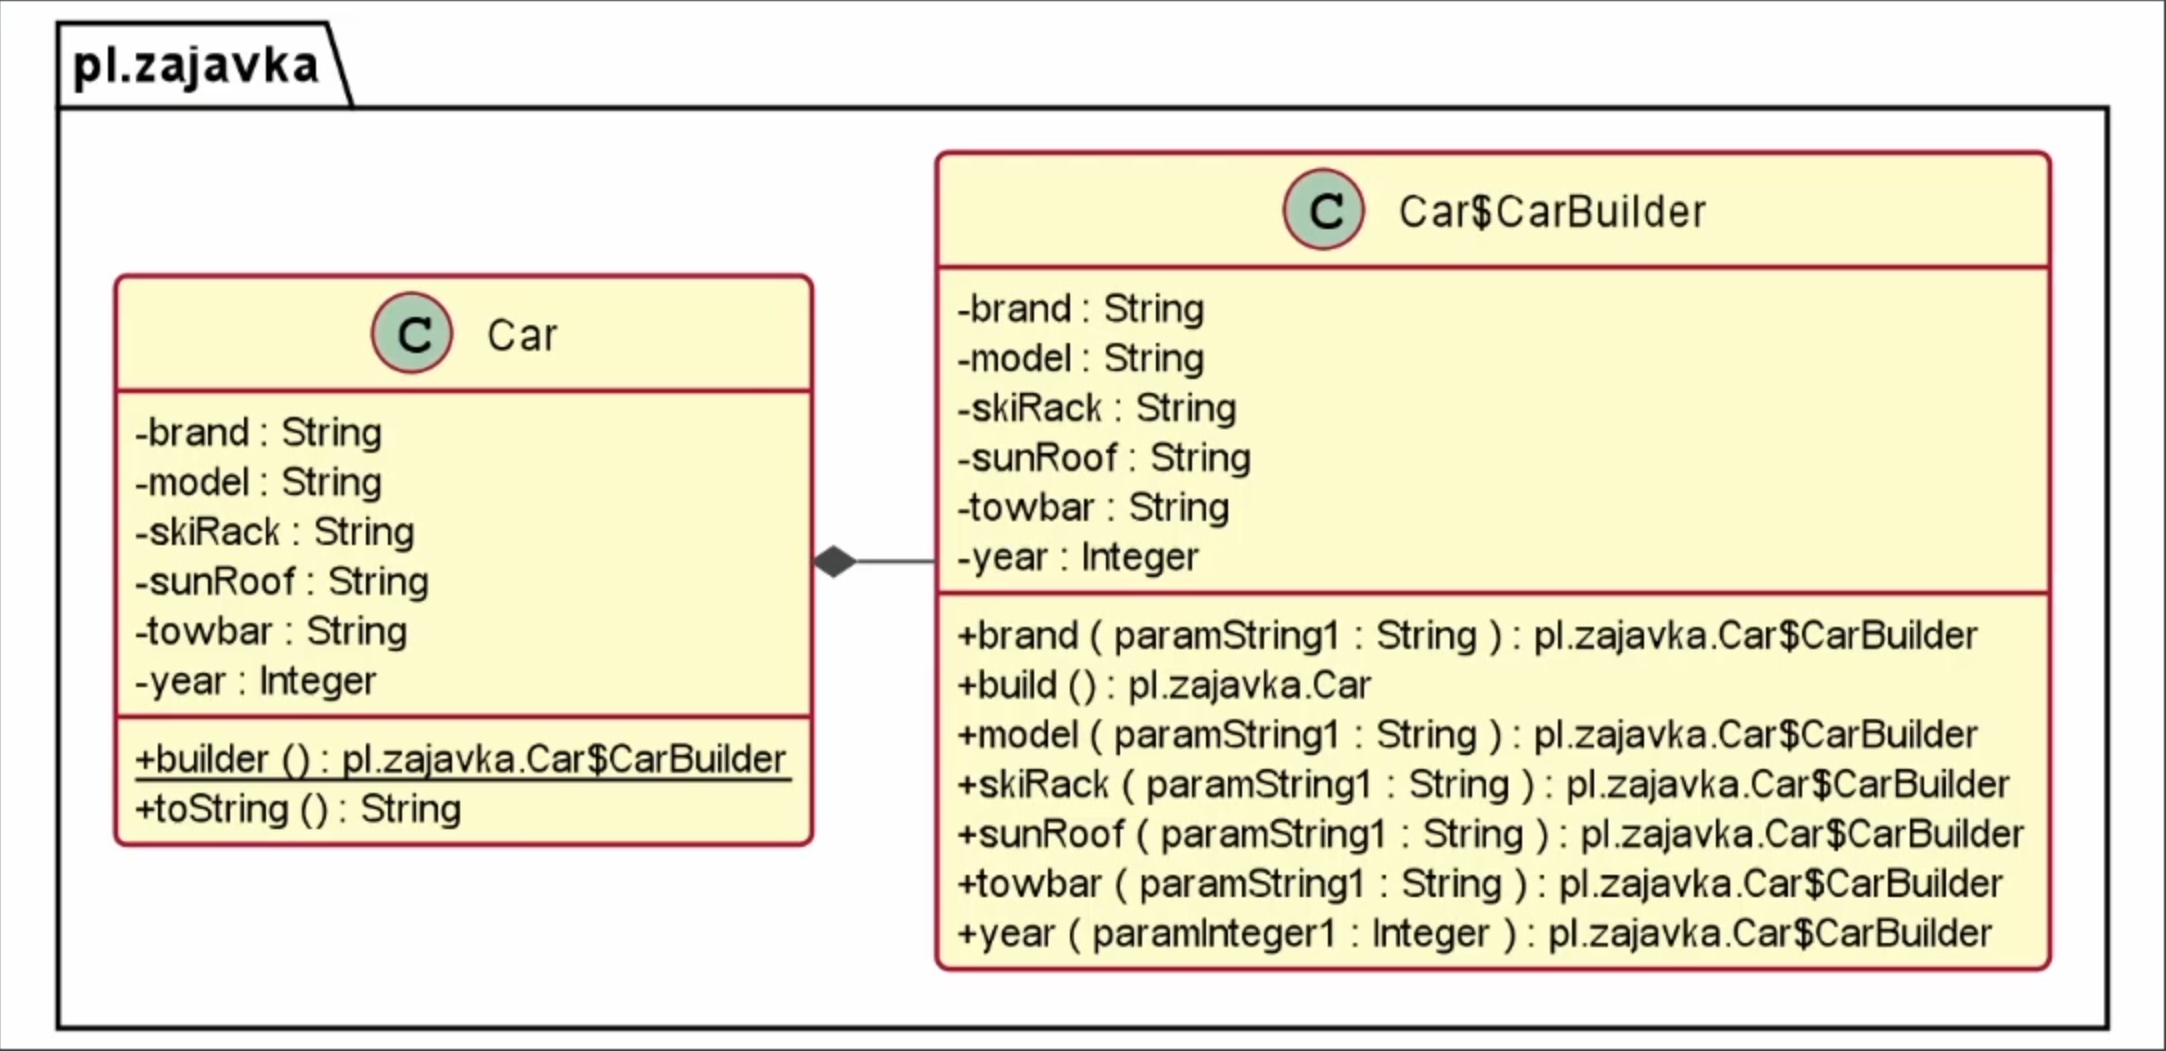 pl.zajavka
C Car
-brand : String
-model : String
-skiRack : String
-sunRoof : String
-towbar : String
-year : Integer
+builder () : pl.zajavka.Car$CarBuilder
+toString () : String
C Car$CarBuilder
-brand : String
-model : String
-skiRack : String
-sunRoof : String
-towbar : String
-year : Integer
+brand ( paramString1 : String ) : pl.zajavka.Car$CarBuilder
+build () : pl.zajavka.Car
+model ( paramString1 : String ) : pl.zajavka.Car$CarBuilder
+skiRack ( paramString1 : String ) : pl.zajavka.Car$CarBuilder
+sunRoof ( paramString1 : String ) : pl.zajavka.Car$CarBuilder
+towbar ( paramString1 : String ) : pl.zajavka.Car$CarBuilder
+year ( paramInteger1 : Integer ) : pl.zajavka.Car$CarBuilder